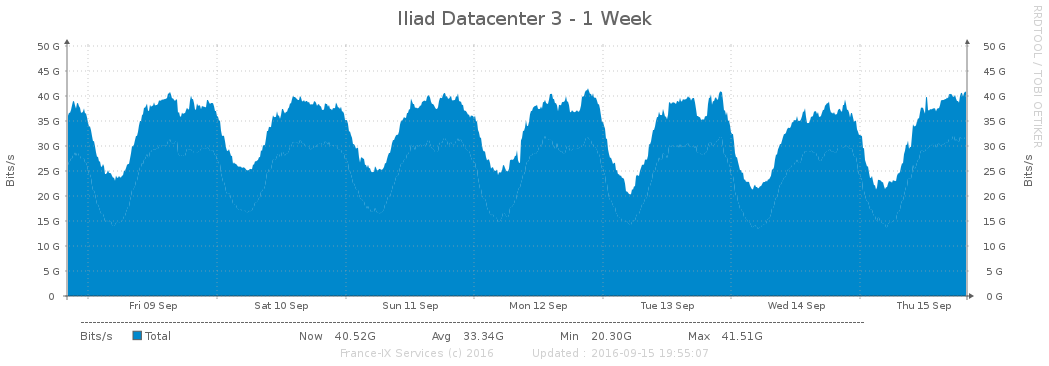 Iliad Datacenter 3 - 1 Week
RRDTOOL / TOBI OETIKER
50 G 50 G
45 G 45 G
40 G 40 G
35 G 35 G
30 G 30 G
25 G 25 G
20 G 20 G
15 G 15 G
10 G 10 G
5 G 5 G
0 0 G
Bits/s
Bits/s
Fri 09 Sep Sat 10 Sep Sun 11 Sep Mon 12 Sep Tue 13 Sep Wed 14 Sep Thu 15 Sep
Bits/s Total Now 40.52G Avg 33.34G Min 20.30G Max 41.51G
France-IX Services (c) 2016 Updated : 2016-09-15 19:55:07